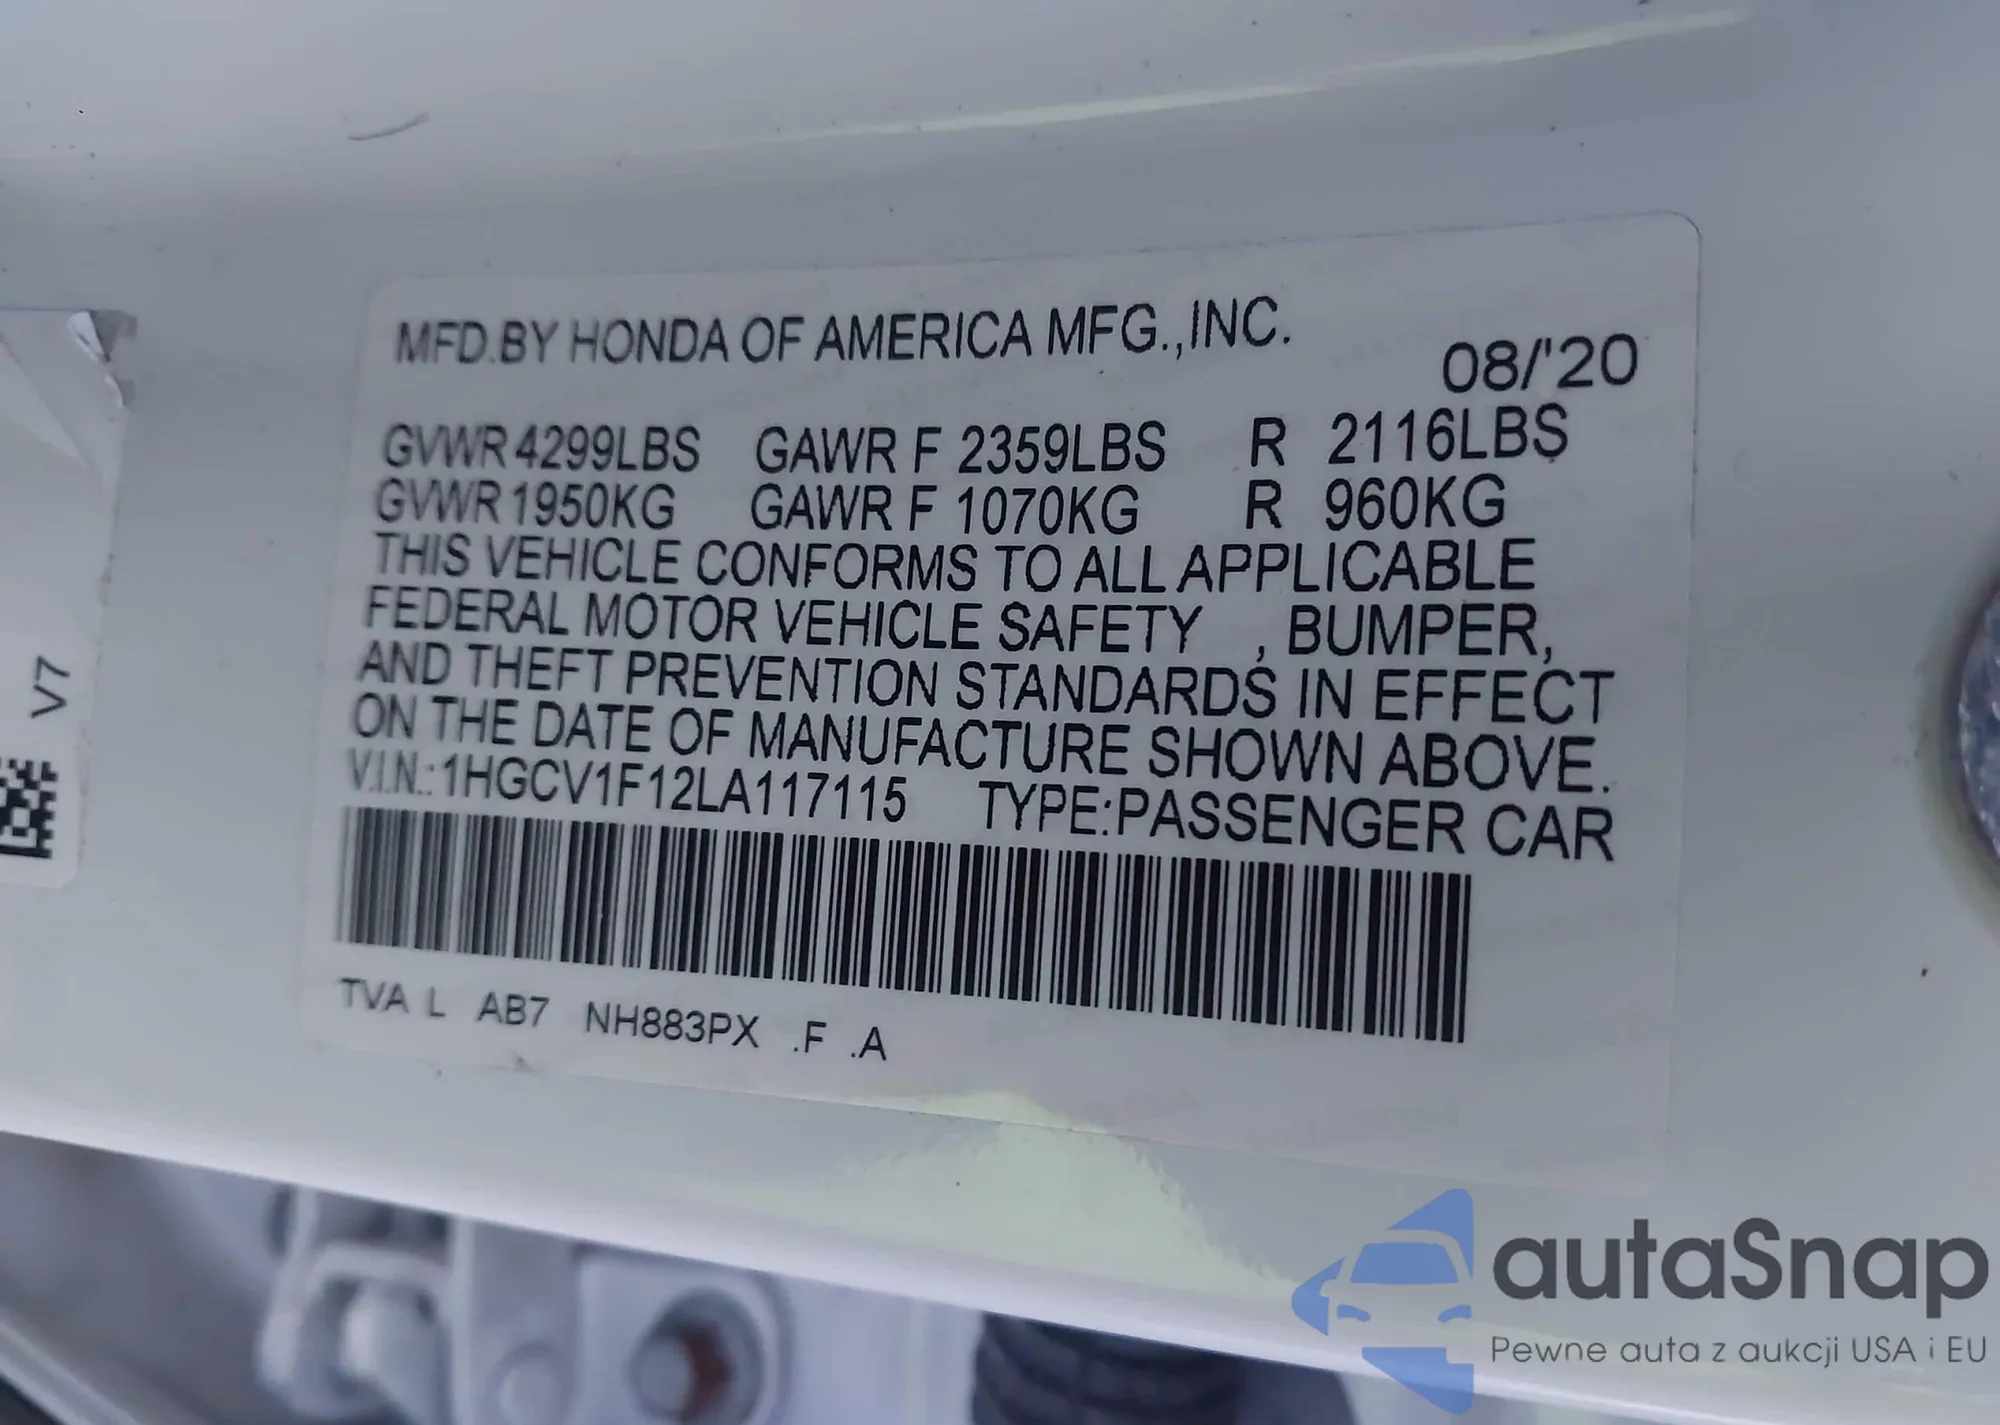 MFD.BY HONDA OF AMERICA MFG.,INC.
08/'20
GVWR 4299LBS GAWR F 2359LBS R 2116LBS
GVWR 1950KG GAWR F 1070KG R 960KG
THIS VEHICLE CONFORMS TO ALL APPLICABLE
FEDERAL MOTOR VEHICLE SAFETY , BUMPER,
AND THEFT PREVENTION STANDARDS IN EFFECT
ON THE DATE OF MANUFACTURE SHOWN ABOVE.
V.I.N.: 1HGCV1F12LA117115 TYPE:PASSENGER CAR
TVA L AB7 NH883PX .F .A
V7
autaSnap
Pewne auta z aukcji USA i EU